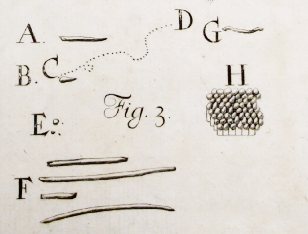 A. D G
B. C H
Fig. 3.
E.
F